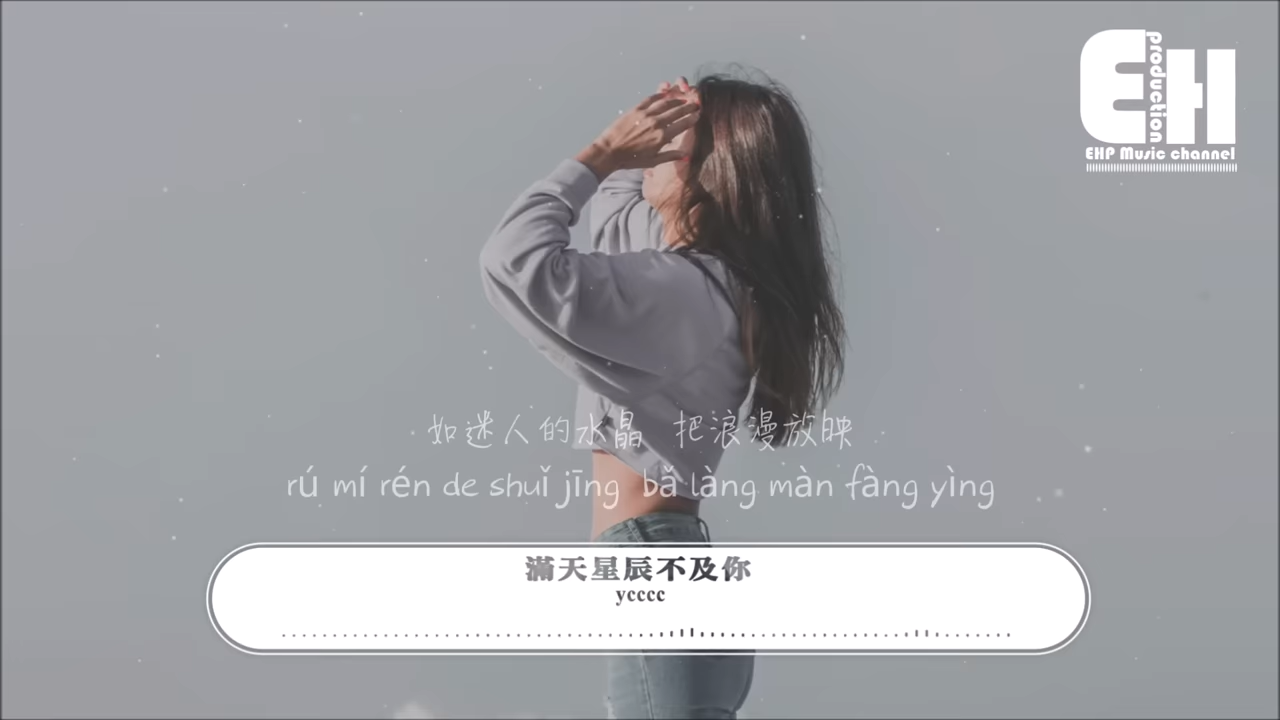 EH
production
EHP Music channel
如迷人的水晶 把浪漫放映
rú mí rén de shuǐ jīng bǎ làng màn fàng yìng
滿天星辰不及你
ycccc